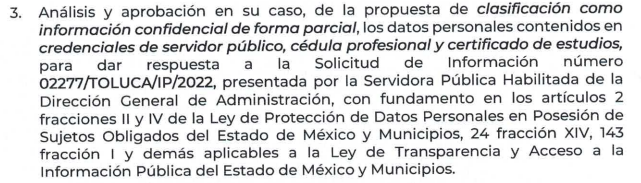 3. Análisis y aprobación en su caso, de la propuesta de clasificación como
información confidencial de forma parcial, los datos personales contenidos en
credenciales de servidor público, cédula profesional y certificado de estudios,
para dar respuesta a la Solicitud de Información número
02277/TOLUCA/IP/2022, presentada por la Servidora Pública Habilitada de la
Dirección General de Administración, con fundamento en los artículos 2
fracciones II y IV de la Ley de Protección de Datos Personales en Posesión de
Sujetos Obligados del Estado de México y Municipios, 24 fracción XIV, 143
fracción I y demás aplicables a la Ley de Transparencia y Acceso a la
Información Pública del Estado de México y Municipios.